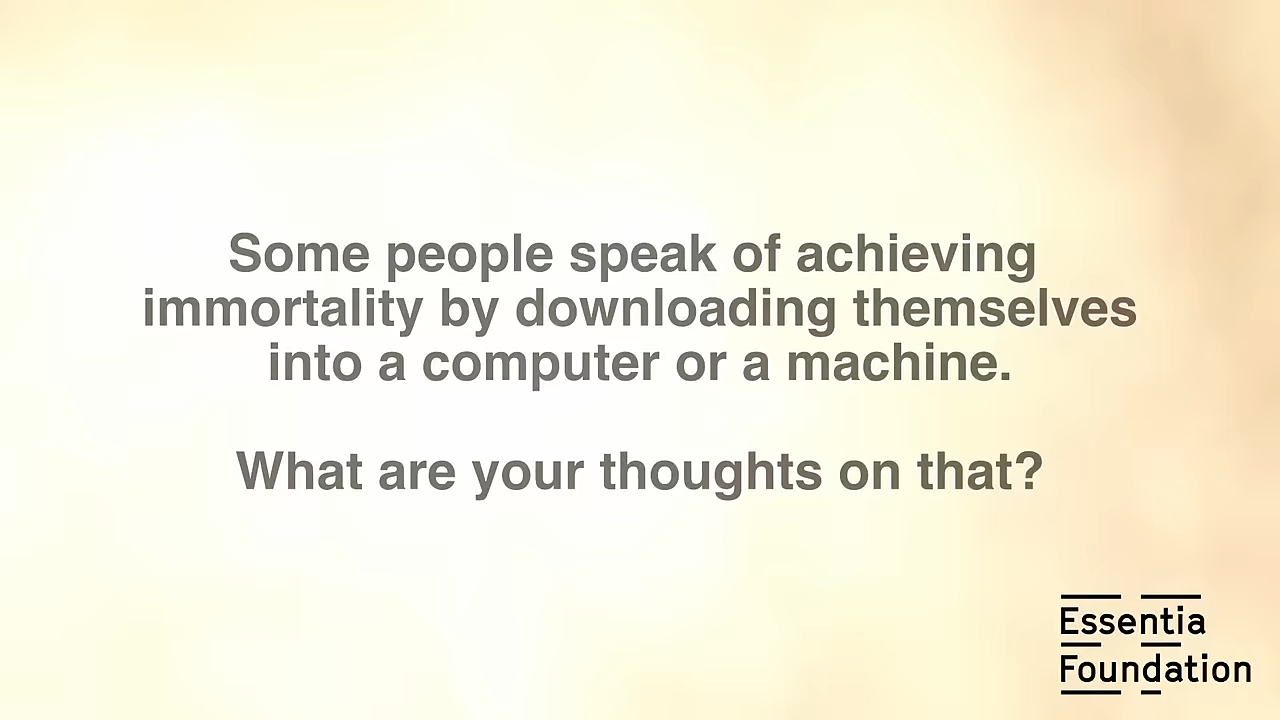 Some people speak of achieving
immortality by downloading themselves
into a computer or a machine.
What are your thoughts on that?
Essentia
Foundation